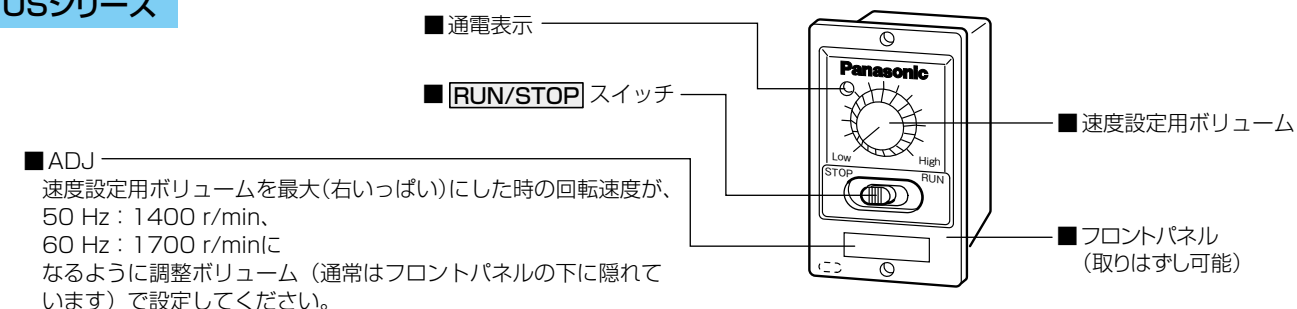 USシリーズ
■通電表示
■ RUN/STOP スイッチ
■ADJ
速度設定用ボリュームを最大(右いっぱい)にした時の回転速度が、
50 Hz：1400 r/min、
60 Hz：1700 r/minに
なるように調整ボリューム（通常はフロントパネルの下に隠れて
います）で設定してください。
Panasonic
Low
High
STOP
RUN
■速度設定用ボリューム
■フロントパネル
（取りはずし可能）